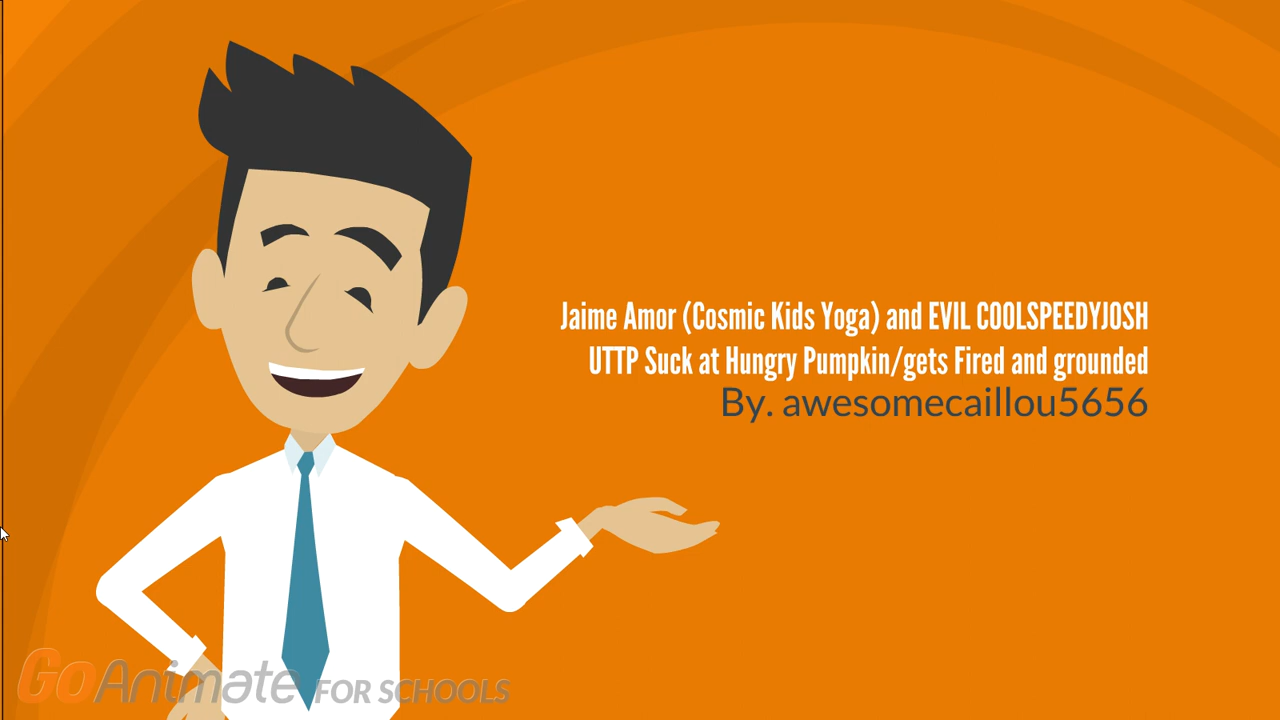 Jaime Amor (Cosmic Kids Yoga) and EVIL COOLSPEEDYJOSH
UTTP Suck at Hungry Pumpkin/gets Fired and grounded
By. awesomecaillou5656
GoAnimate FOR SCHOOLS